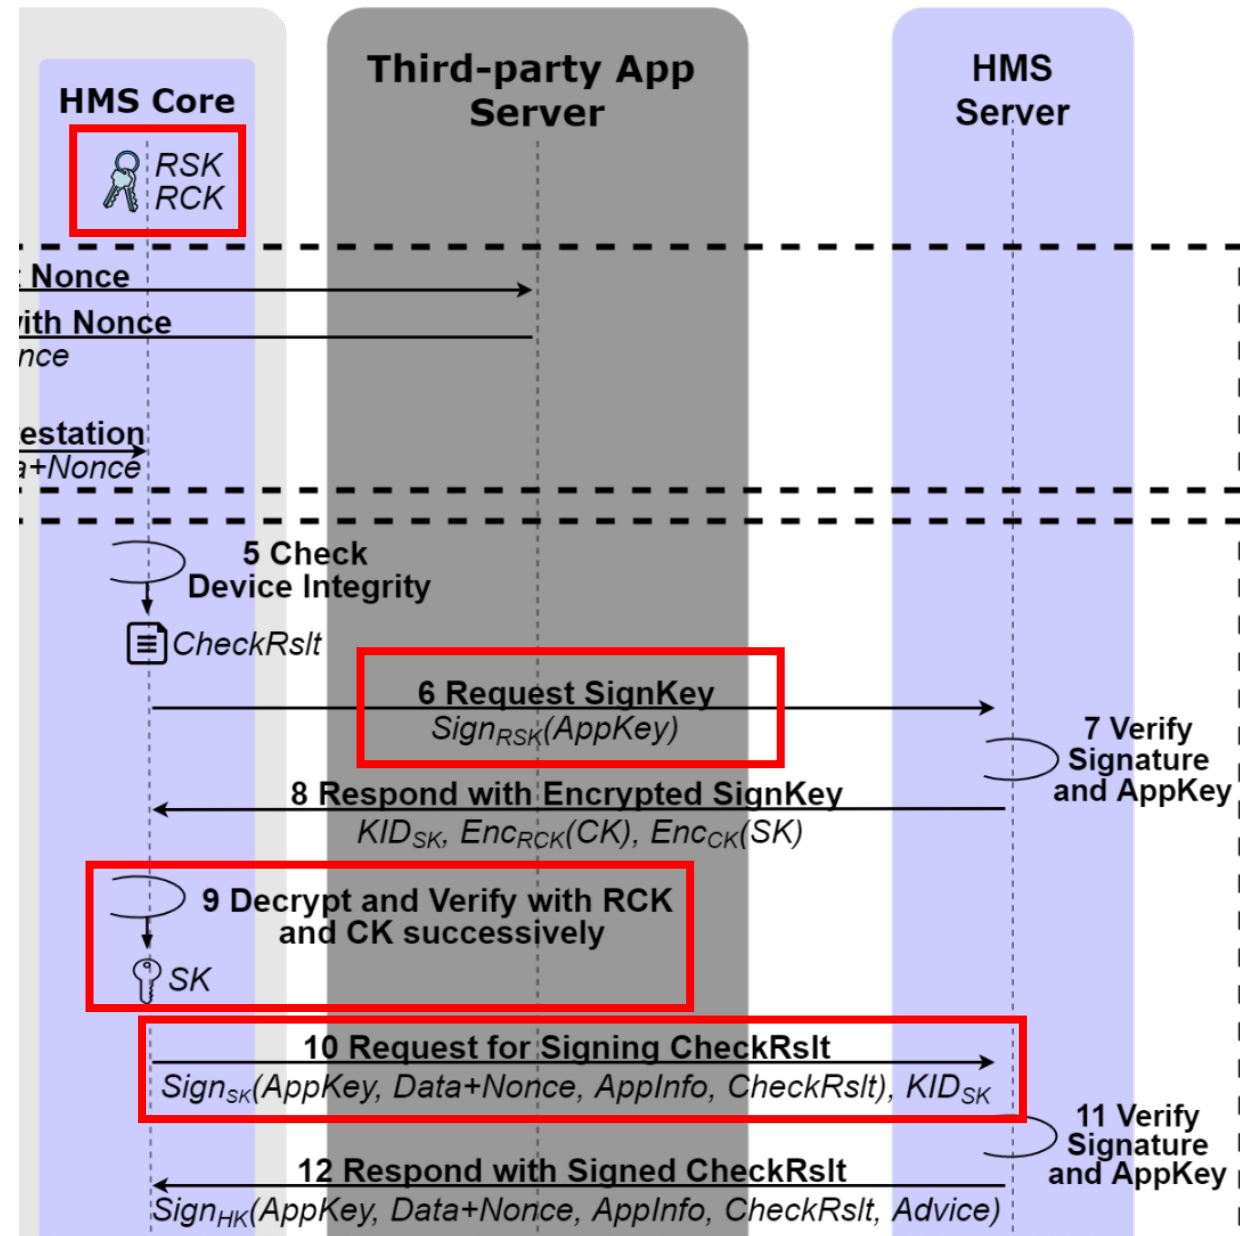 HMS Core
Third-party App
Server
HMS
Server
RSK
RCK
: Nonce
with Nonce
nce
estation
a+Nonce
5 Check
Device Integrity
CheckRslt
6 Request SignKey
SignRSK(AppKey)
7 Verify
Signature
and AppKey
8 Respond with Encrypted SignKey
KIDSK, EncRCK(CK), EncCK(SK)
9 Decrypt and Verify with RCK
and CK successively
SK
10 Request for Signing CheckRslt
SignSK(AppKey, Data+Nonce, AppInfo, CheckRslt), KIDSK
11 Verify
Signature
and AppKey
12 Respond with Signed CheckRslt
SignHK(AppKey, Data+Nonce, AppInfo, CheckRslt, Advice)